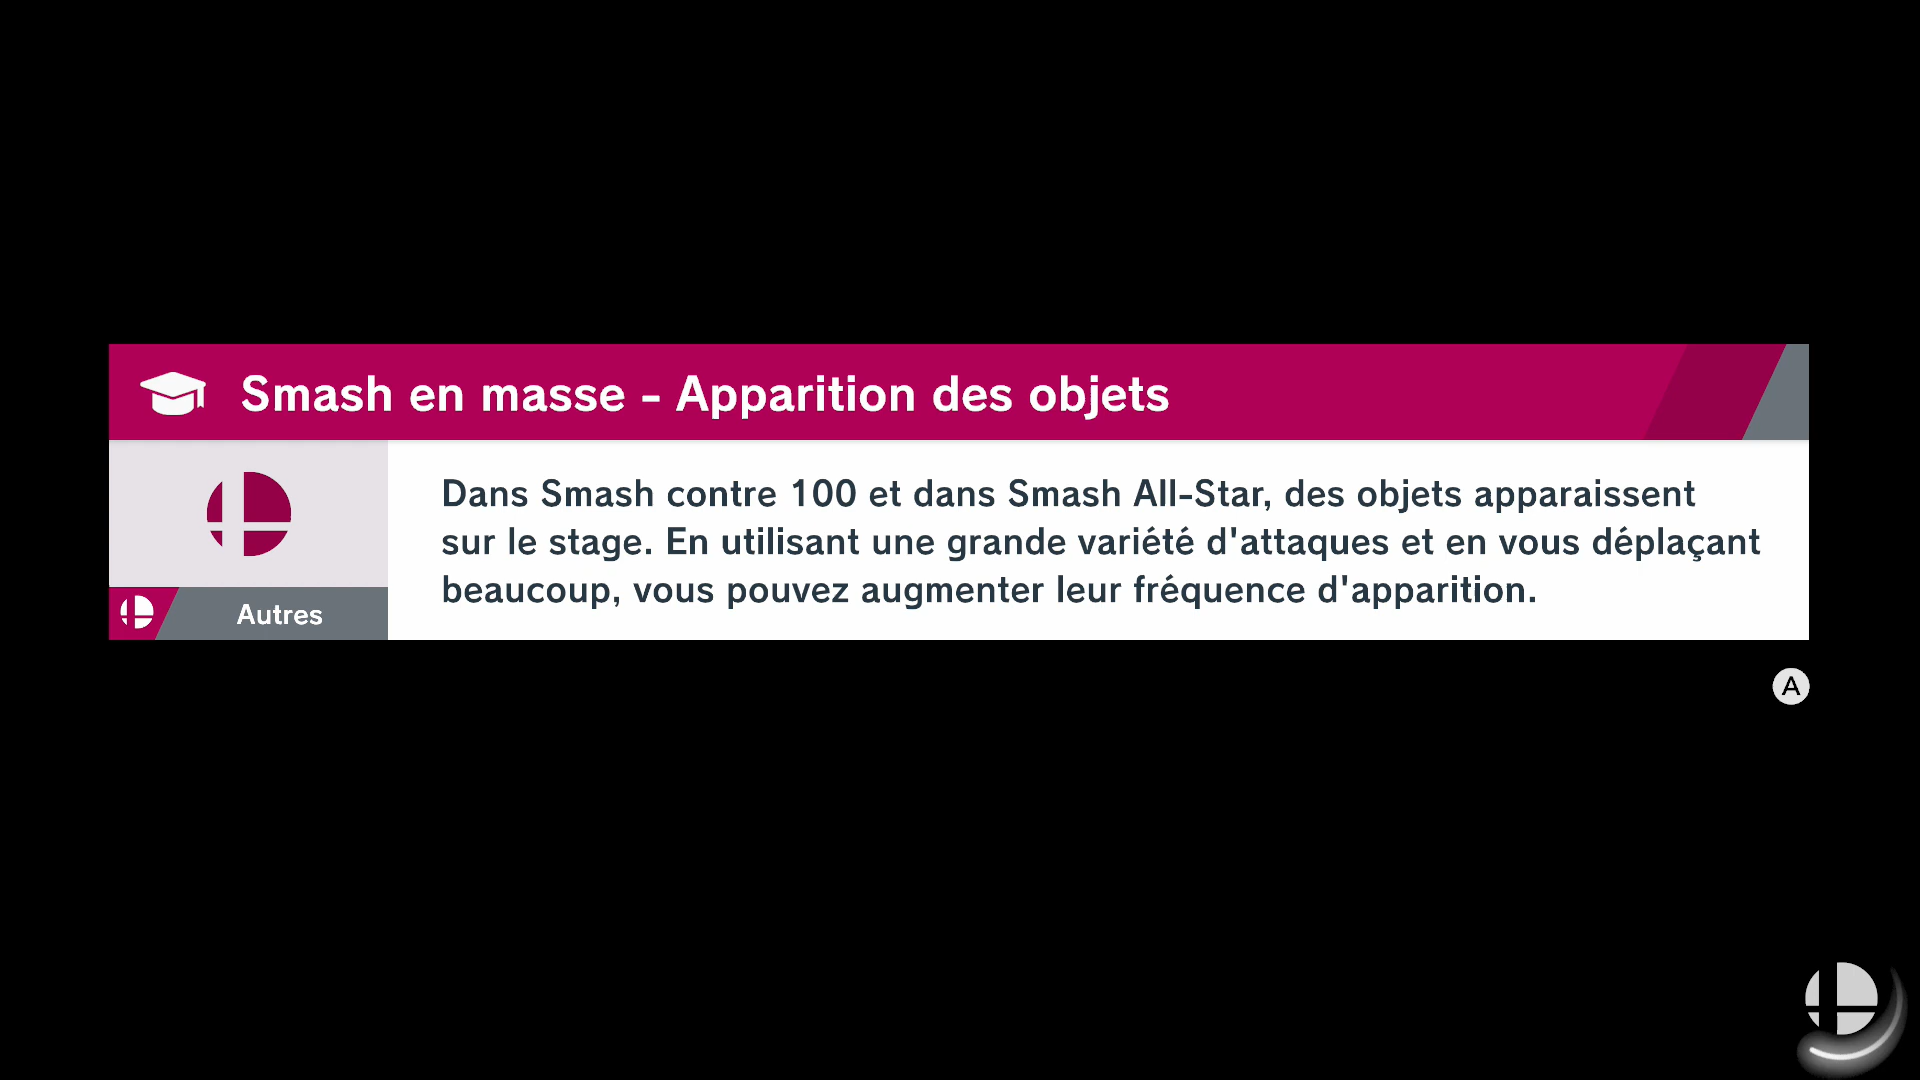 Smash en masse - Apparition des objets
Dans Smash contre 100 et dans Smash All-Star, des objets apparaissent
sur le stage. En utilisant une grande variété d'attaques et en vous déplaçant
beaucoup, vous pouvez augmenter leur fréquence d'apparition.
Autres
A